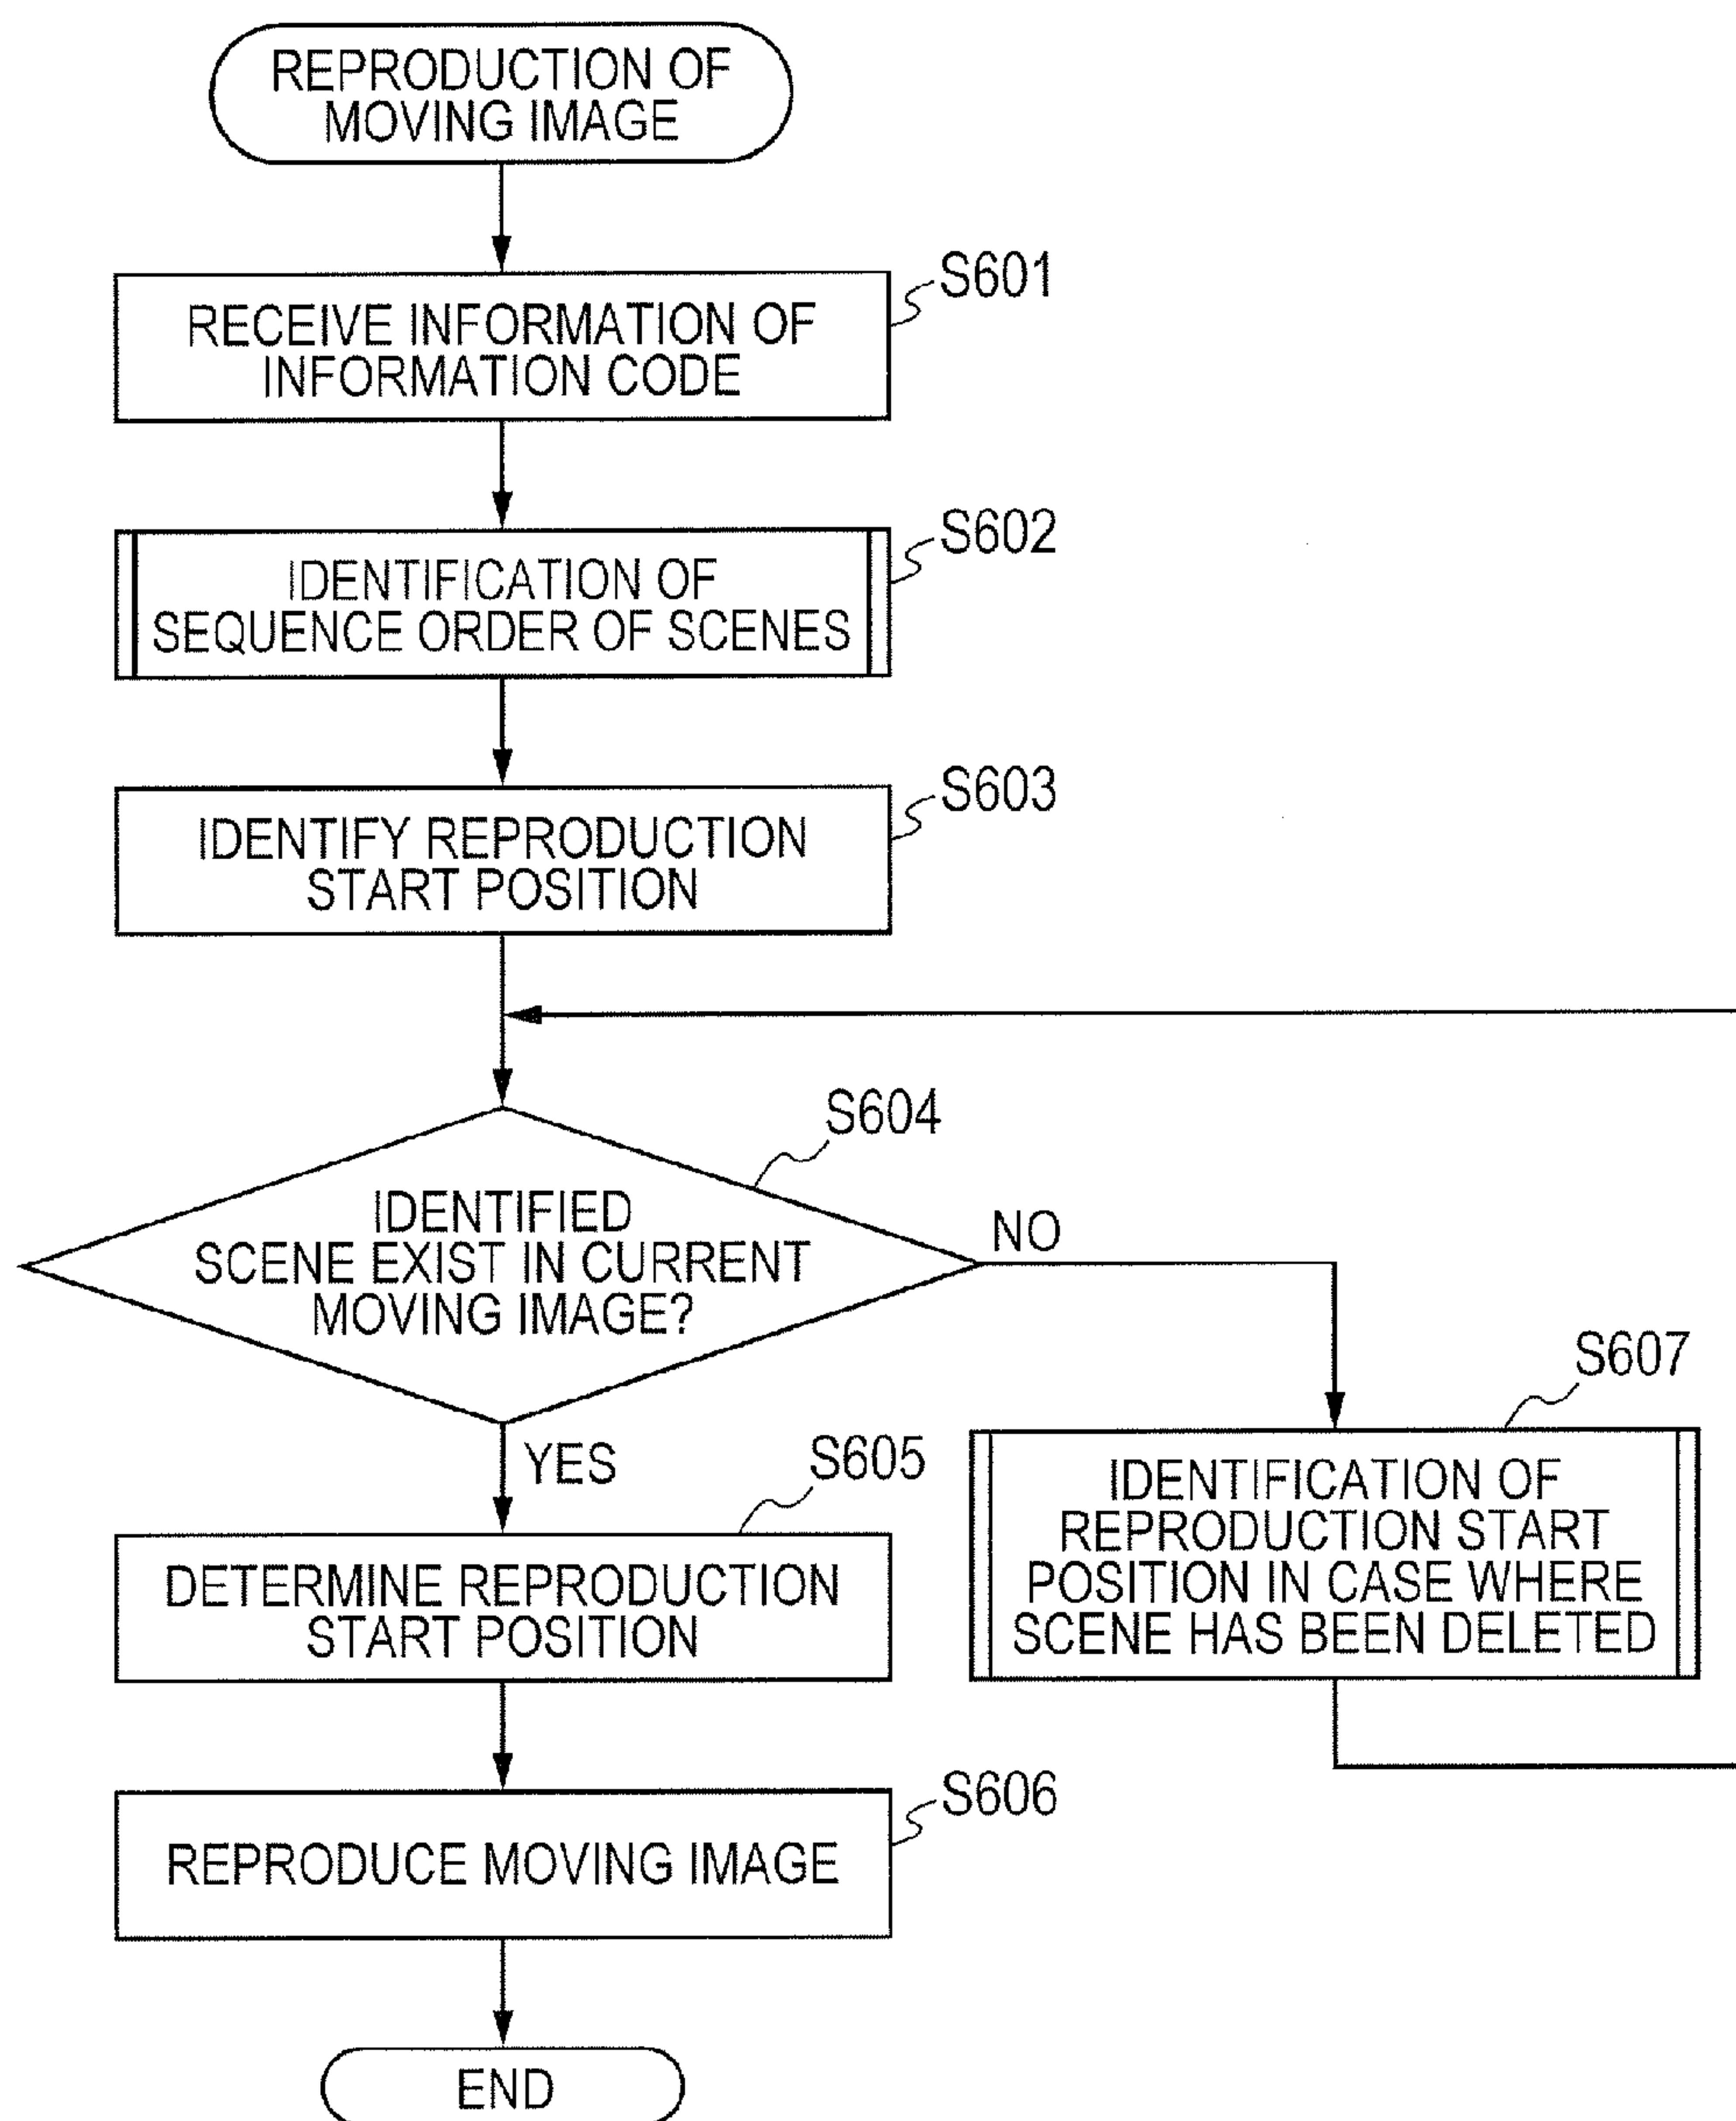 REPRODUCTION OF
MOVING IMAGE
S601
RECEIVE INFORMATION OF
INFORMATION CODE
S602
IDENTIFICATION OF
SEQUENCE ORDER OF SCENES
S603
IDENTIFY REPRODUCTION
START POSITION
S604
IDENTIFIED
SCENE EXIST IN CURRENT
MOVING IMAGE?
NO
YES
S605
DETERMINE REPRODUCTION
START POSITION
S607
IDENTIFICATION OF
REPRODUCTION START
POSITION IN CASE WHERE
SCENE HAS BEEN DELETED
S606
REPRODUCE MOVING IMAGE
END